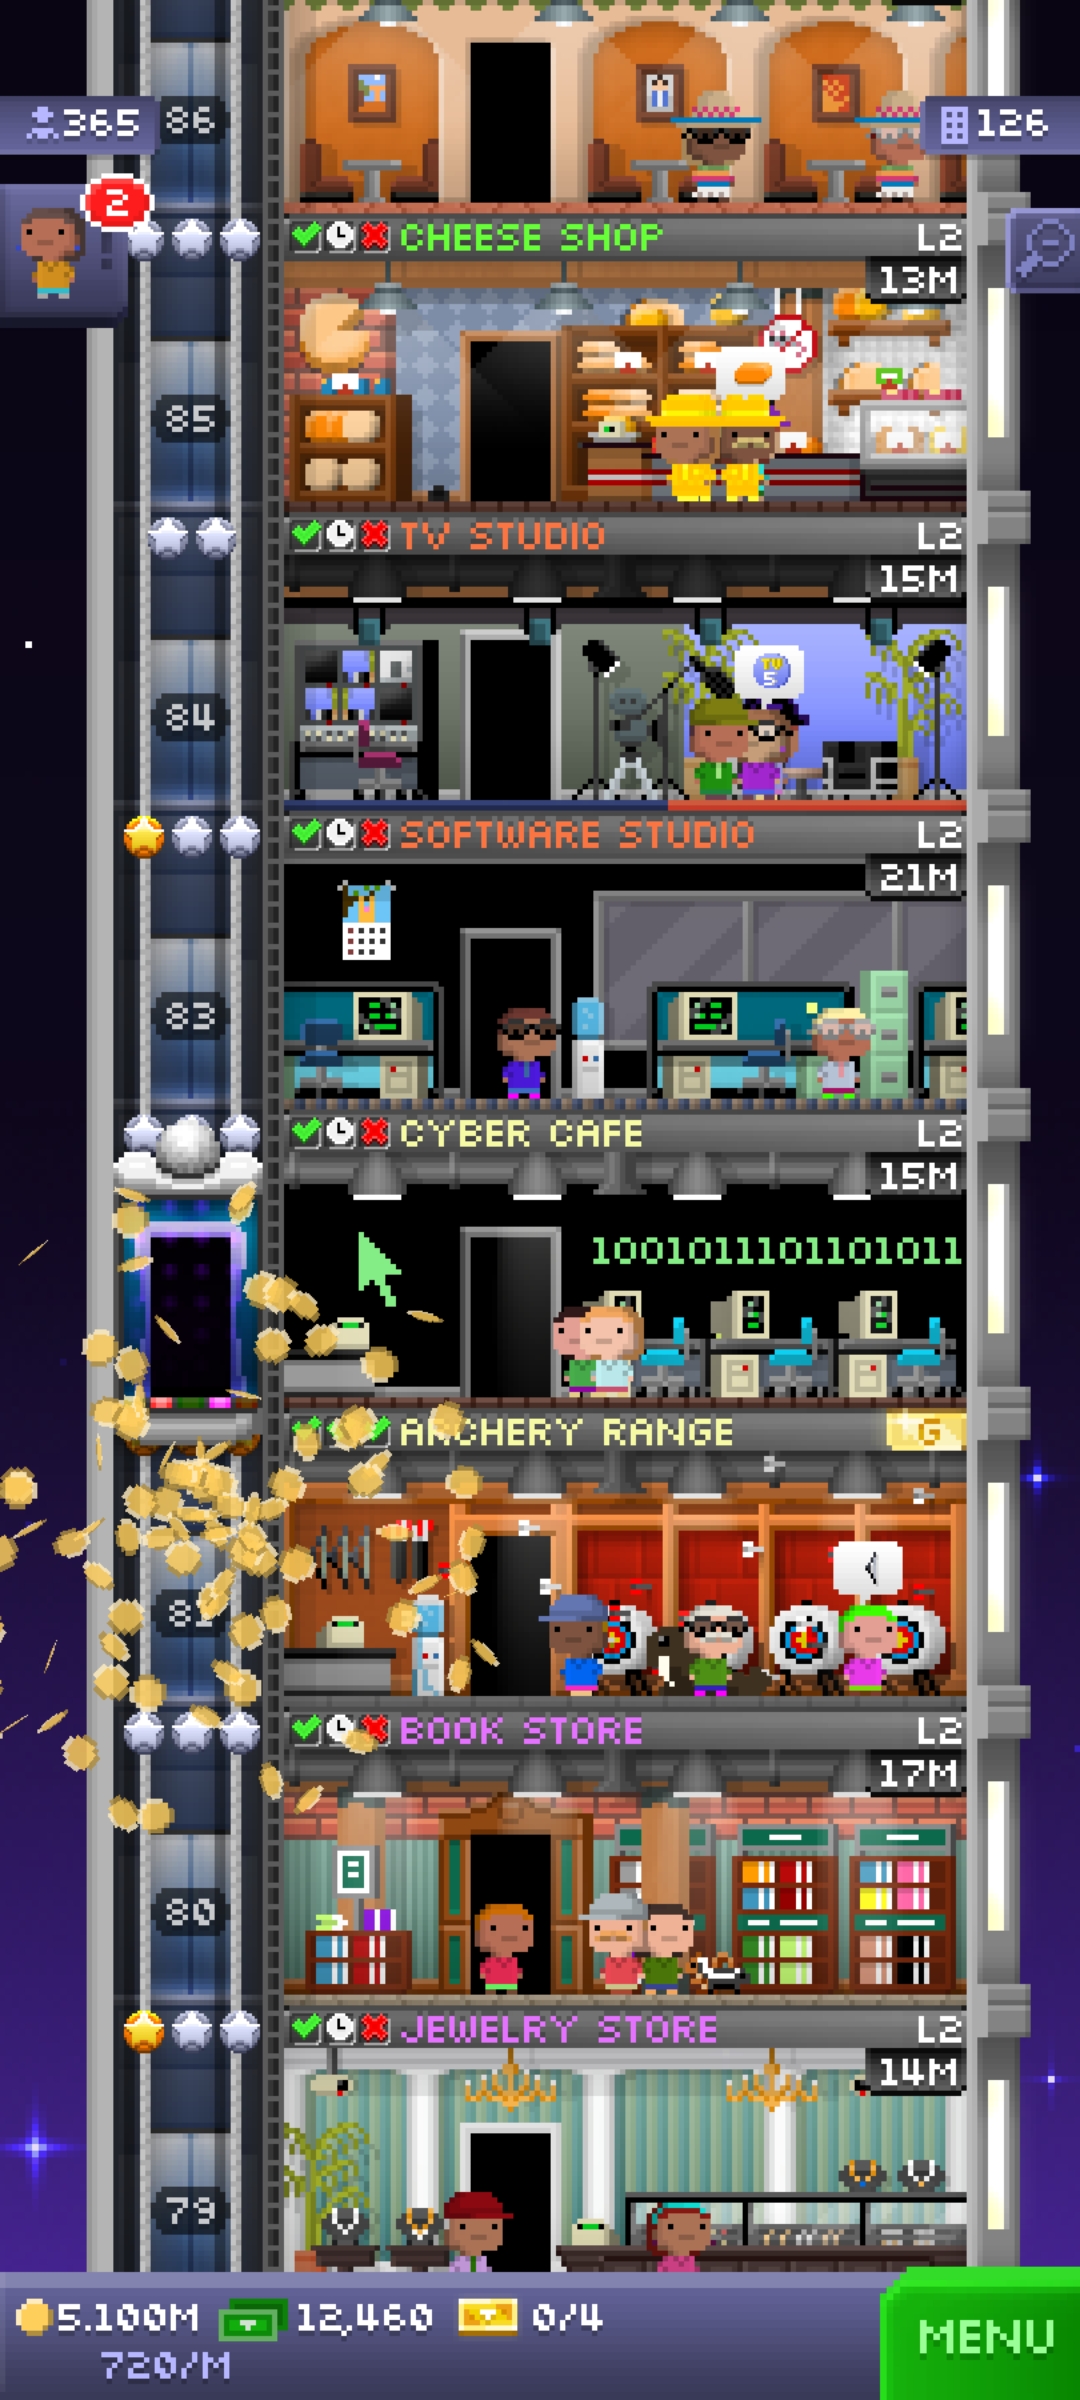 86
365
126
2
CHEESE SHOP L2
13M
85
TV STUDIO L2
15M
TV
5
84
SOFTWARE STUDIO L2
21M
83
CYBER CAFE L2
15M
1001011101101011
ARCHERY RANGE G
BOOK STORE L2
17M
80
JEWELRY STORE L2
14M
79
5.100M 12,460 0/4
720/M
MENU